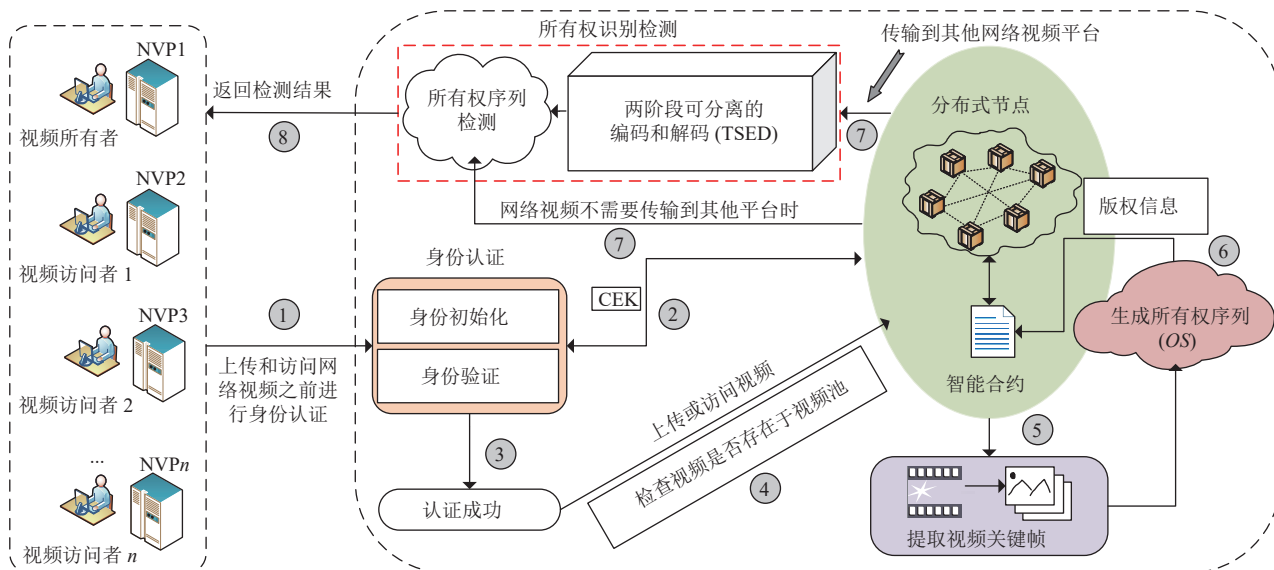 NVP1
视频所有者
NVP2
视频访问者 1
NVP3
视频访问者 2
...
NVPn
视频访问者 n
返回检测结果
⑧
①
上传和访问网
络视频之前进
行身份认证
所有权识别检测
所有权序列
检测
两阶段可分离的
编码和解码 (TSED)
传输到其他网络视频平台
⑦
网络视频不需要传输到其他平台时
⑦
身份认证
身份初始化
身份验证
CEK
②
③
认证成功
上传或访问视频
检查视频是否存在于视频池
④
分布式节点
智能合约
版权信息
⑥
生成所有权序列
(OS)
⑤
提取视频关键帧